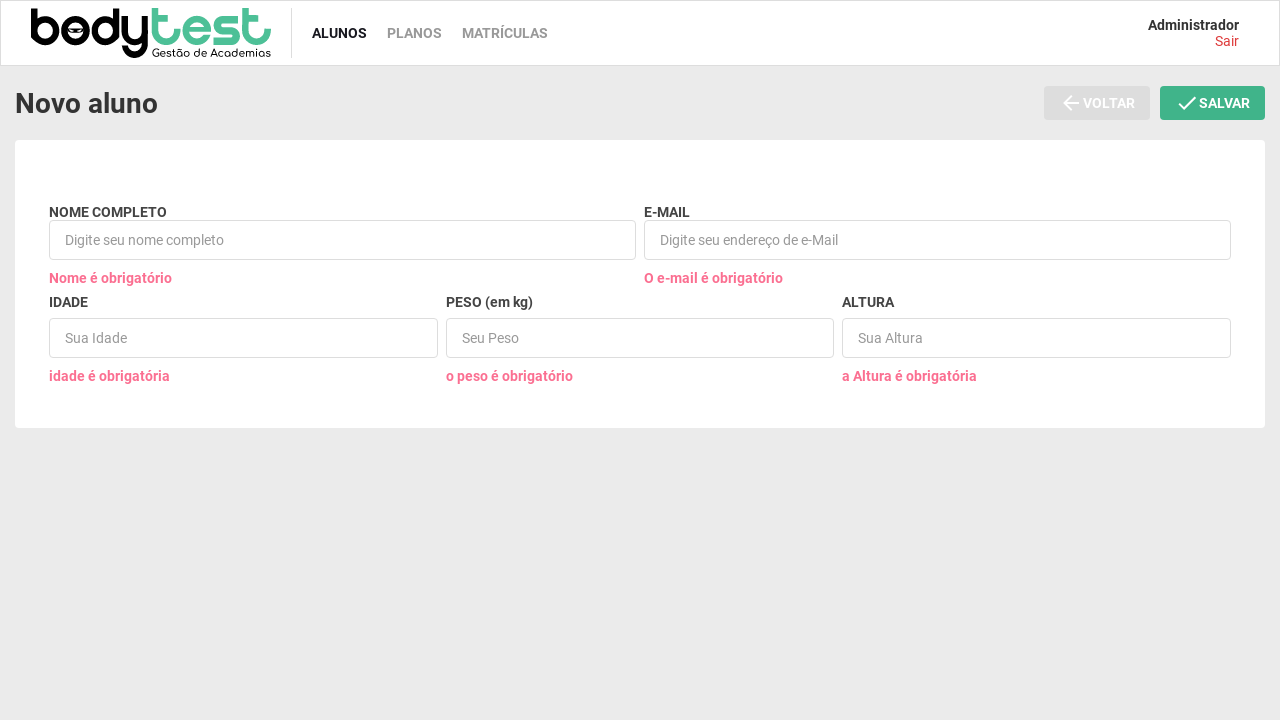 bodytest
Gestão de Academias
ALUNOS PLANOS MATRÍCULAS
Administrador
Sair
Novo aluno
VOLTAR
SALVAR
NOME COMPLETO
Digite seu nome completo
Nome é obrigatório
E-MAIL
Digite seu endereço de e-Mail
O e-mail é obrigatório
IDADE
Sua Idade
idade é obrigatória
PESO (em kg)
Seu Peso
o peso é obrigatório
ALTURA
Sua Altura
a Altura é obrigatória